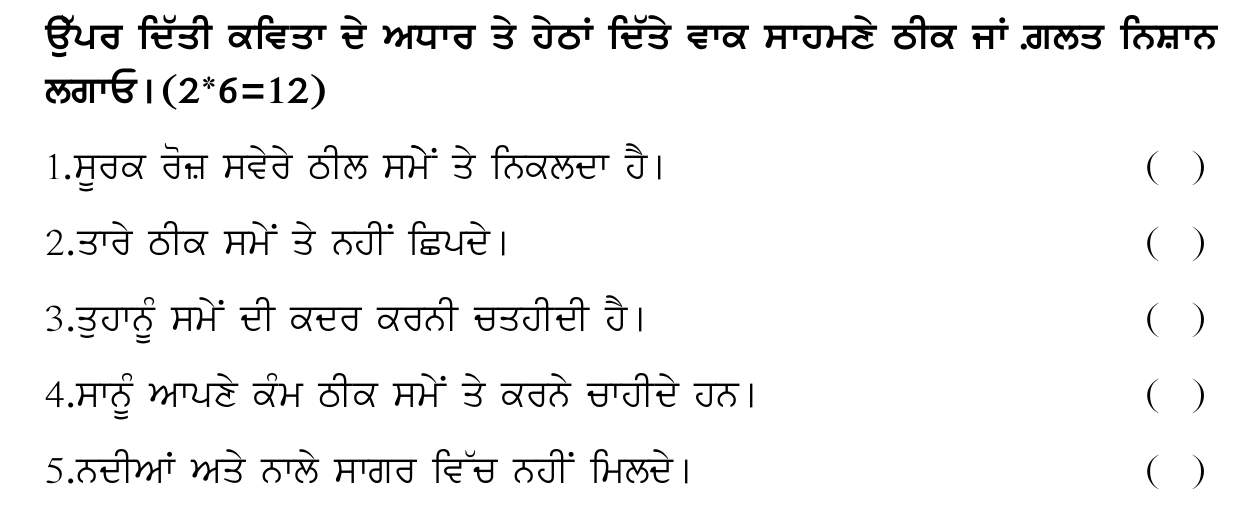 ਉੱਪਰ ਦਿੱਤੀ ਕਵਿਤਾ ਦੇ ਅਧਾਰ ਤੇ ਹੇਠਾਂ ਦਿੱਤੇ ਵਾਕ ਸਾਹਮਣੇ ਠੀਕ ਜਾਂ .ਗਲਤ ਨਿਸ਼ਾਨ
ਲਗਾਓ।(2*6=12)
1.ਸੂਰਕ ਰੋਜ਼ ਸਵੇਰੇ ਠੀਲ ਸਮੇਂ ਤੇ ਨਿਕਲਦਾ ਹੈ। ( )
2.ਤਾਰੇ ਠੀਕ ਸਮੇਂ ਤੇ ਨਹੀਂ ਛਿਪਦੇ। ( )
3.ਤੁਹਾਨੂੰ ਸਮੇਂ ਦੀ ਕਦਰ ਕਰਨੀ ਚਤਹੀਦੀ ਹੈ। ( )
4.ਸਾਨੂੰ ਆਪਣੇ ਕੰਮ ਠੀਕ ਸਮੇਂ ਤੇ ਕਰਨੇ ਚਾਹੀਦੇ ਹਨ। ( )
5.ਨਦੀਆਂ ਅਤੇ ਨਾਲੇ ਸਾਗਰ ਵਿੱਚ ਨਹੀਂ ਮਿਲਦੇ। ( )